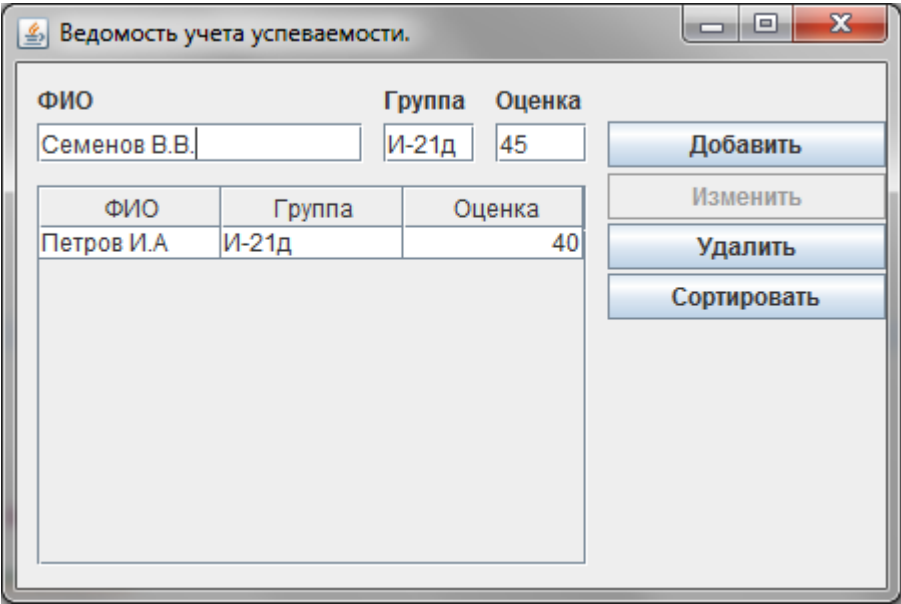 Ведомость учета успеваемости.
ФИО Группа Оценка
Семенов В.В. И-21д 45 Добавить
ФИО Группа Оценка Изменить
Петров И.А И-21д 40 Удалить
Сортировать